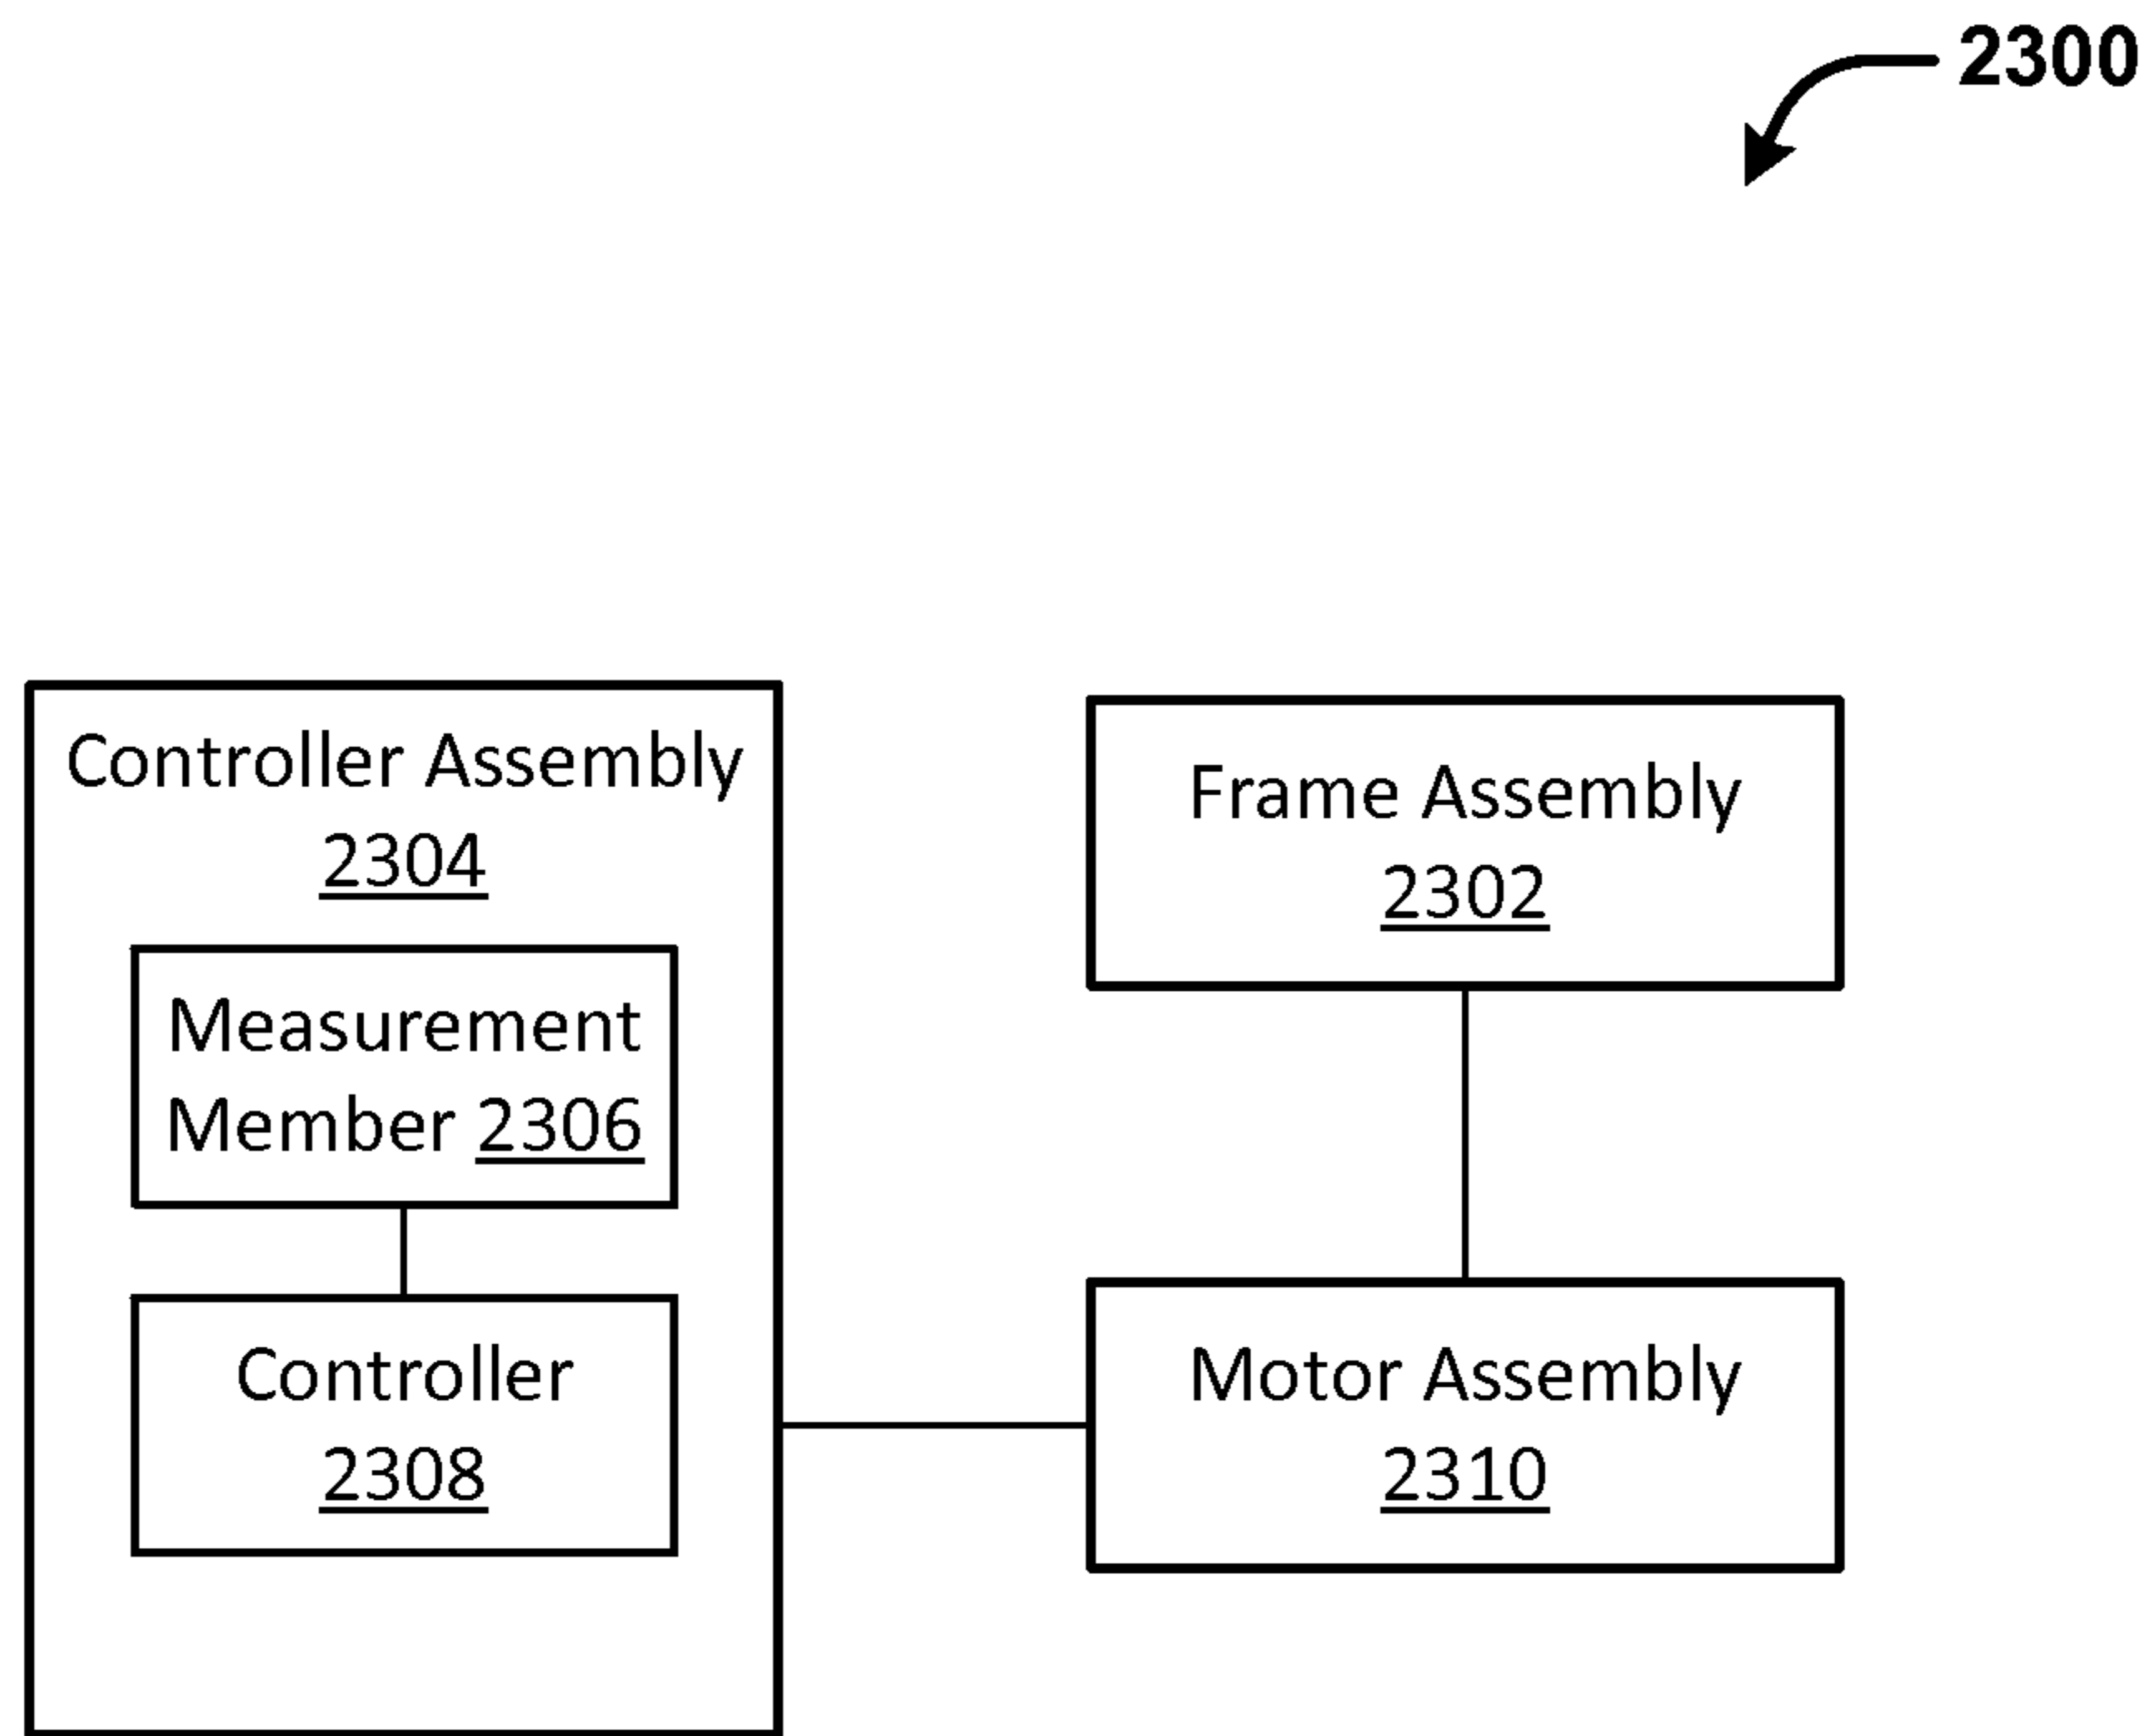 2300
Controller Assembly
2304
Measurement
Member 2306
Controller
2308
Frame Assembly
2302
Motor Assembly
2310